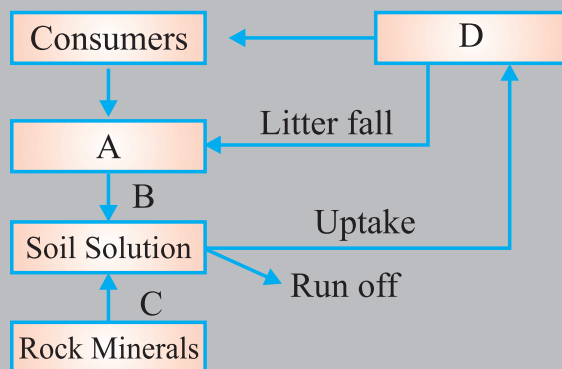 Consumers
D
Litter fall
A
B
Uptake
Soil Solution
Run off
C
Rock Minerals